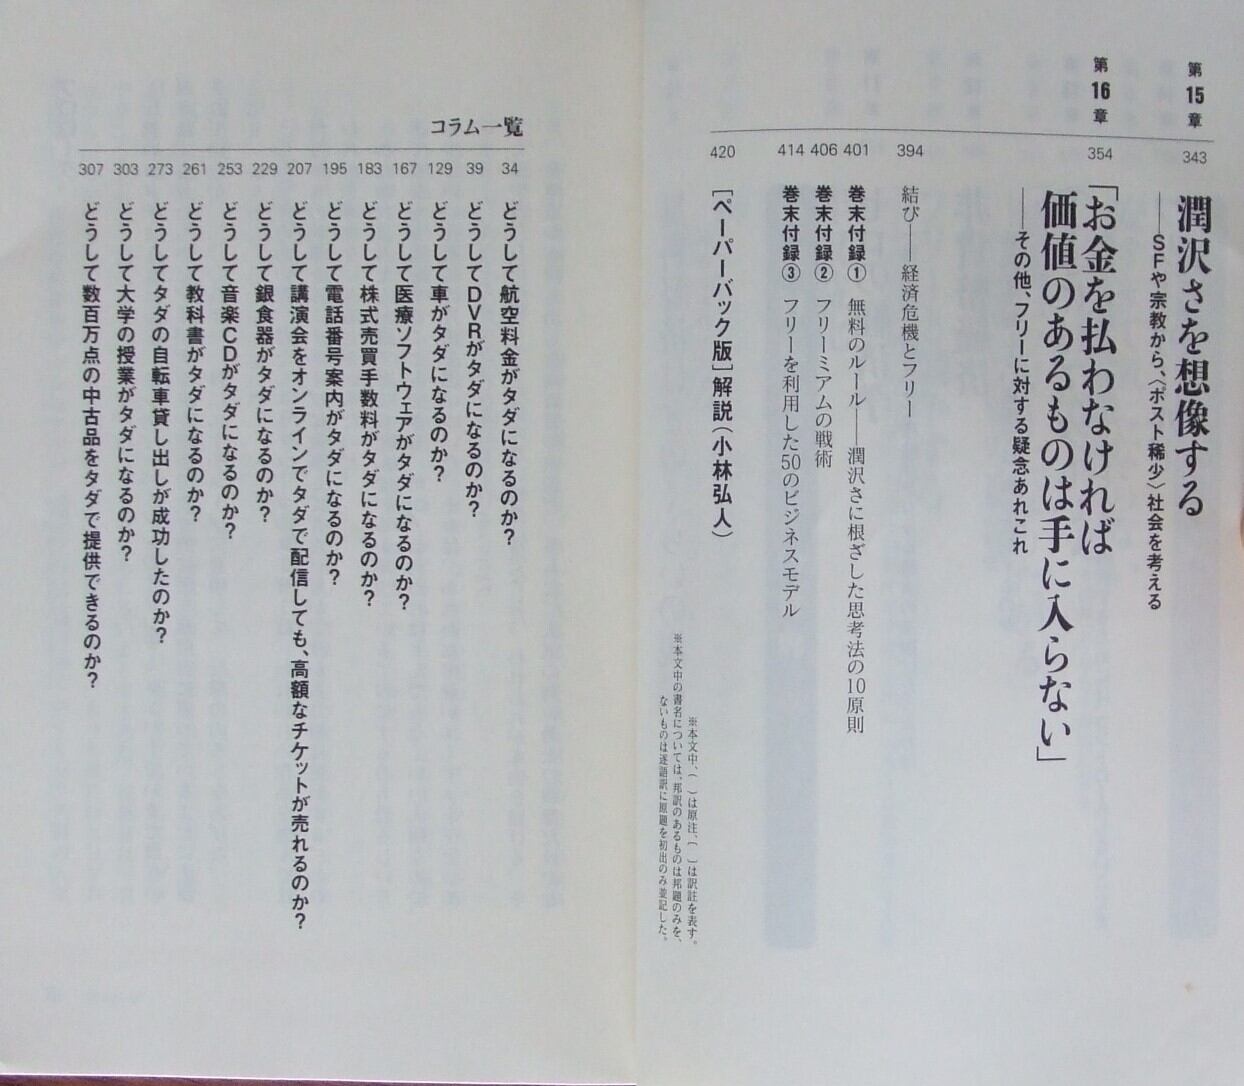 第15章
343
潤沢さを想像する
——SFや宗教から、〈ポスト稀少〉社会を考える
第16章
354
「お金を払わなければ
価値のあるものは手に入らない」
——その他、フリーに対する疑念あれこれ
394
結び——経済危機とフリー
401
巻末付録① 無料のルール——潤沢さに根ざした思考法の10原則
406
巻末付録② フリーミアムの戦術
414
巻末付録③ フリーを利用した50のビジネスモデル
420
[ペーパーバック版]解説(小林弘人)
※本文中、( )は原注、〔 〕は訳註を表す。
※本文中の書名については、邦訳のあるものは邦題のみを、
ないものは逐語訳に原題を初出のみ並記した。
コラム一覧
34 どうして航空料金がタダになるのか?
39 どうしてDVRがタダになるのか?
129 どうして車がタダになるのか?
167 どうして医療ソフトウェアがタダになるのか?
183 どうして株式売買手数料がタダになるのか?
195 どうして電話番号案内がタダになるのか?
207 どうして講演会をオンラインでタダで配信しても、高額なチケットが売れるのか?
229 どうして銀食器がタダになるのか?
253 どうして音楽CDがタダになるのか?
261 どうして教科書がタダになるのか?
273 どうしてタダの自転車貸し出しが成功したのか?
303 どうして大学の授業がタダになるのか?
307 どうして数百万点の中古品をタダで提供できるのか?